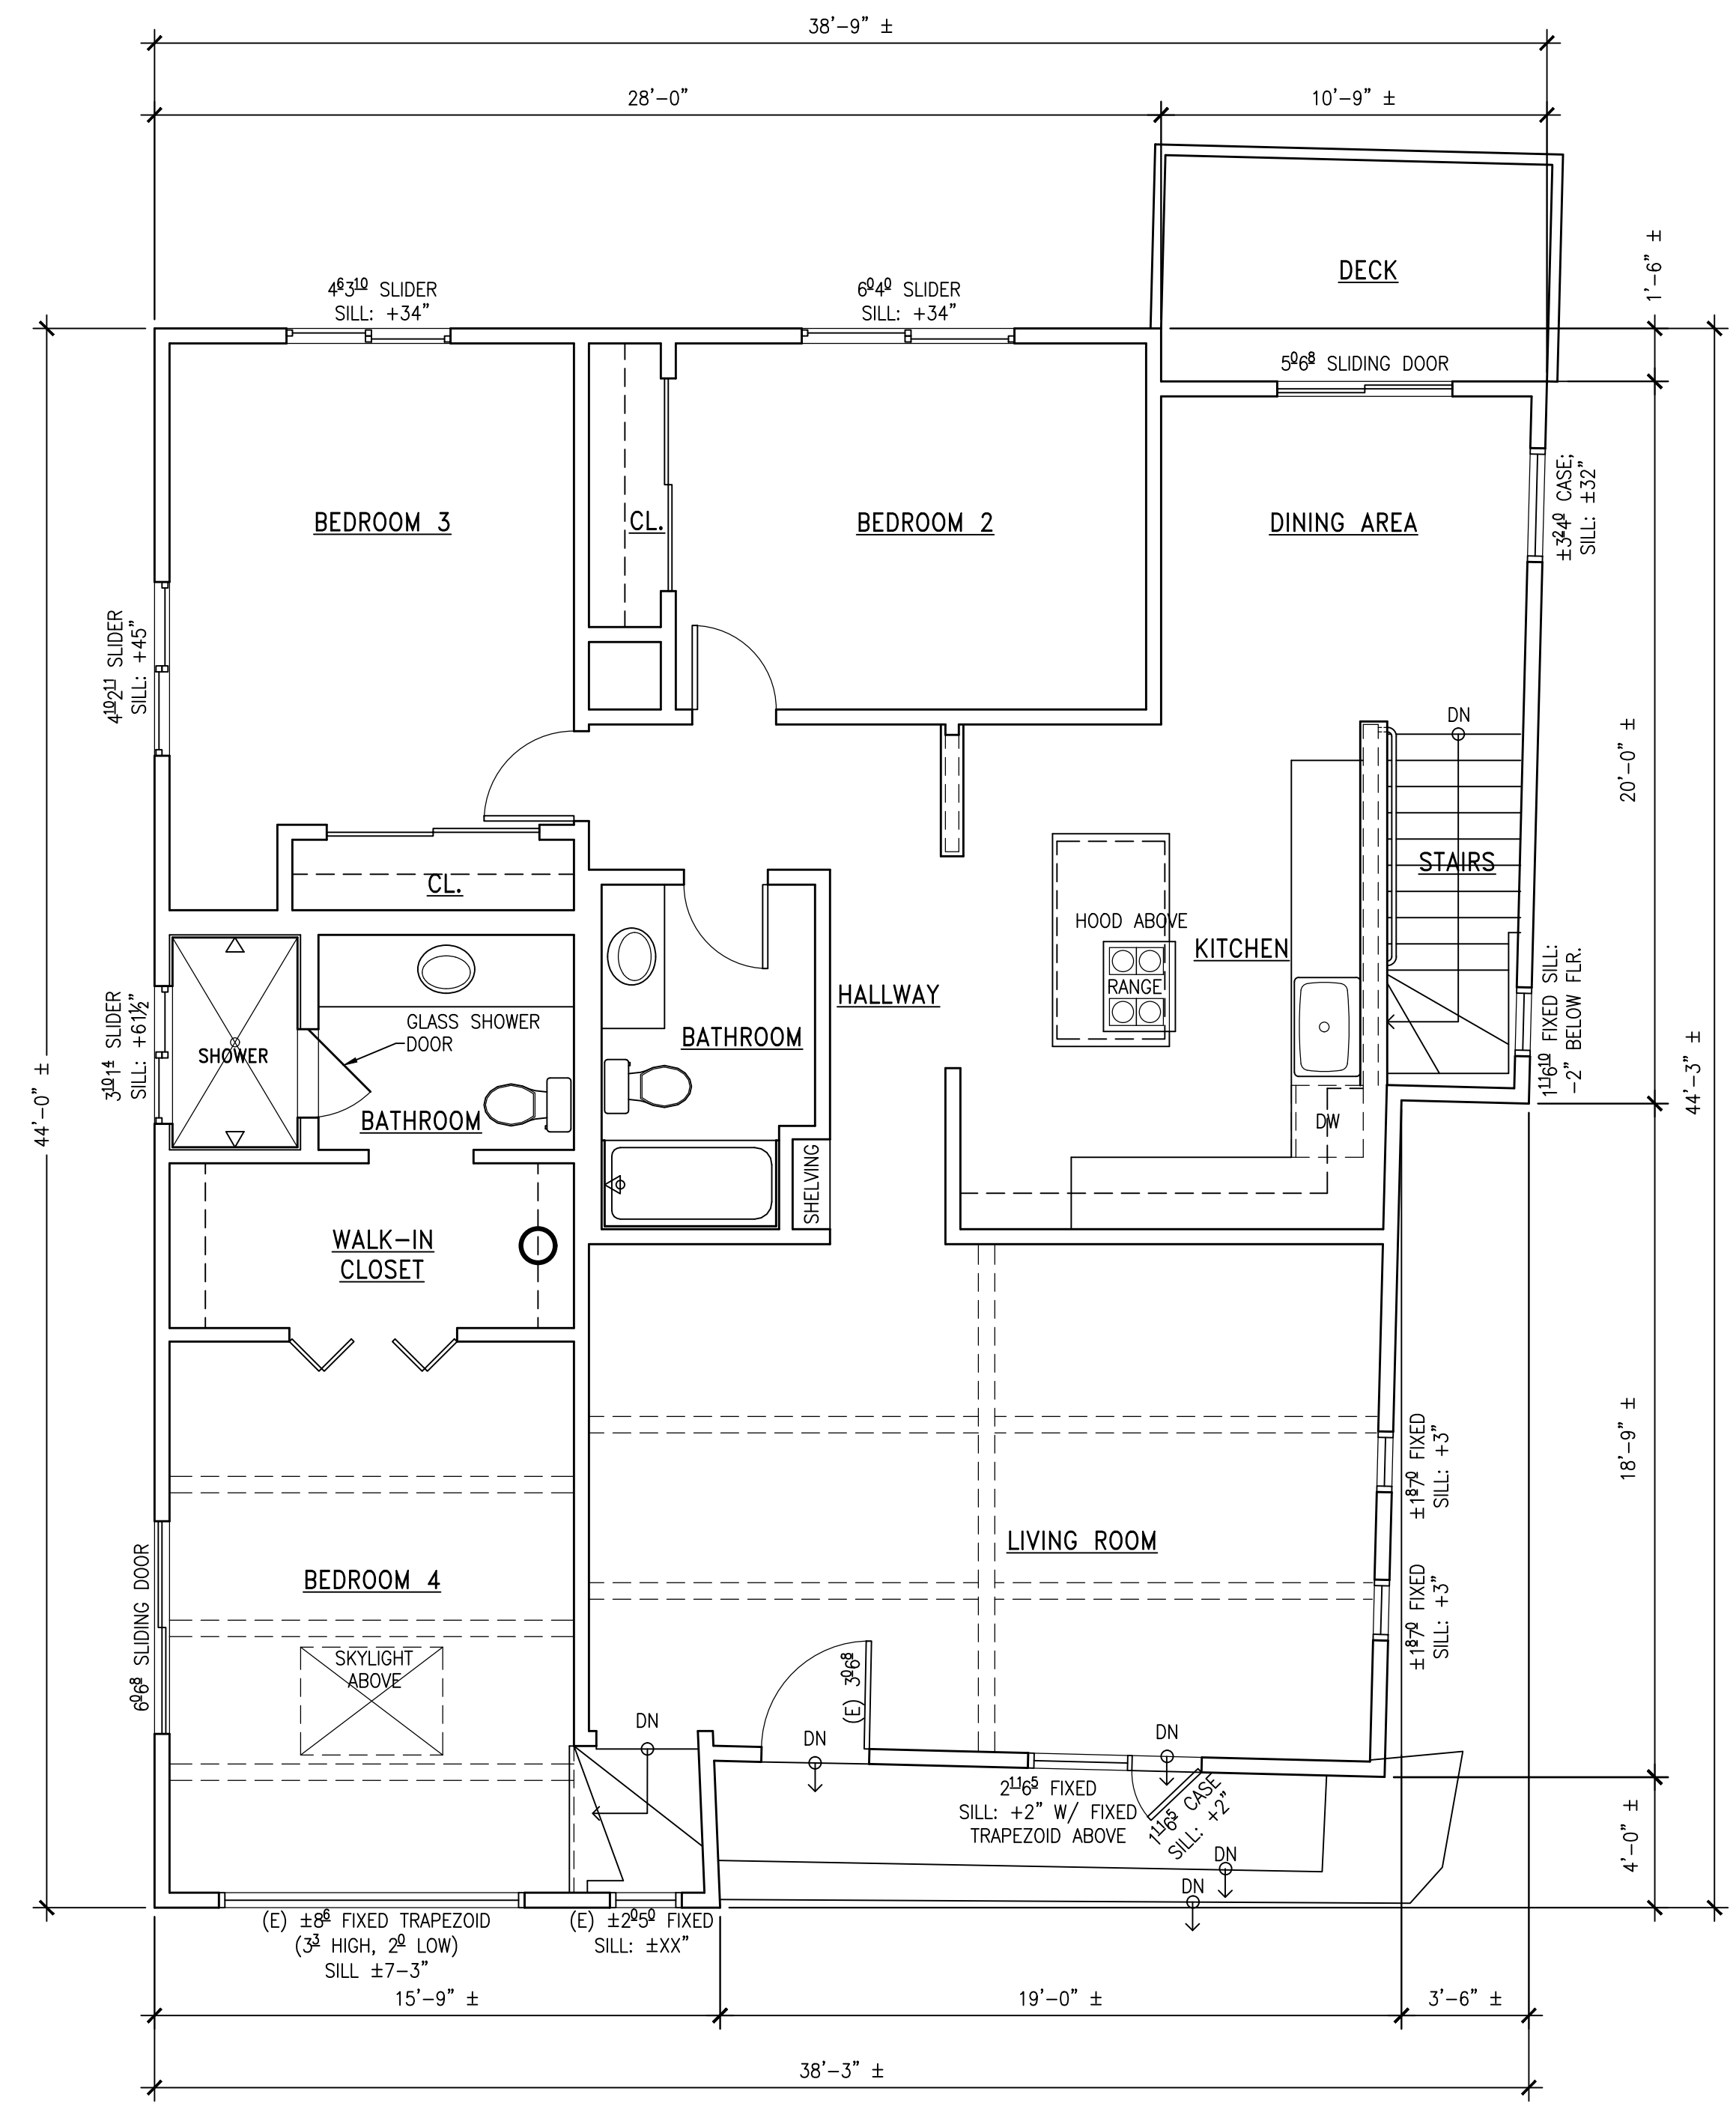 38'-9" ±
28'-0"
10'-9" ±
DECK
1'-6" ±
4⁶3¹⁰ SLIDER
SILL: +34"
6⁰4⁰ SLIDER
SILL: +34"
5⁰6⁸ SLIDING DOOR
BEDROOM 3
CL.
BEDROOM 2
DINING AREA
±3²4⁰ CASE;
SILL: ±32"
4¹⁰2¹¹ SLIDER
SILL: +45"
DN
20'-0" ±
STAIRS
CL.
HOOD ABOVE
KITCHEN
RANGE
HALLWAY
GLASS SHOWER
DOOR
BATHROOM
SHOWER
3¹⁰1⁴ SLIDER
SILL: +61½"
1¹¹6¹⁰ FIXED SILL:
-2" BELOW FLR.
44'-0" ±
44'-3" ±
BATHROOM
DW
SHELVING
WALK-IN
CLOSET
18'-9" ±
±1⁸7⁰ FIXED
SILL: +3"
LIVING ROOM
BEDROOM 4
±1⁸7⁰ FIXED
SILL: +3"
6⁰6⁸ SLIDING DOOR
SKYLIGHT
ABOVE
(E) 3⁰6⁸
DN
DN
DN
2¹¹6⁵ FIXED
SILL: +2" W/ FIXED
TRAPEZOID ABOVE
1¹¹6⁵ CASE
SILL: +2"
4'-0" ±
DN
DN
(E) ±8⁶ FIXED TRAPEZOID
(3³ HIGH, 2⁰ LOW)
SILL ±7-3"
(E) ±2⁰5⁰ FIXED
SILL: ±XX"
15'-9" ±
19'-0" ±
3'-6" ±
38'-3" ±